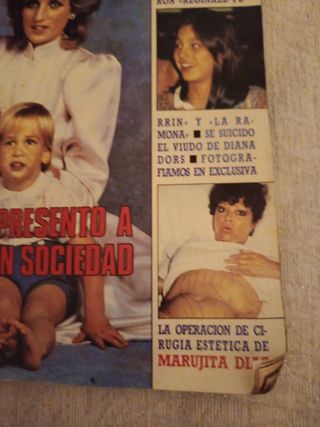 RRIN» Y «LA RA-
MONA» ■ SE SUICIDO
EL VIUDO DE DIANA
DORS ■ FOTOGRA-
FIAMOS EN EXCLUSIVA
PRESENTO A
N SOCIEDAD
LA OPERACION DE CI-
RUGIA ESTETICA DE
MARUJITA